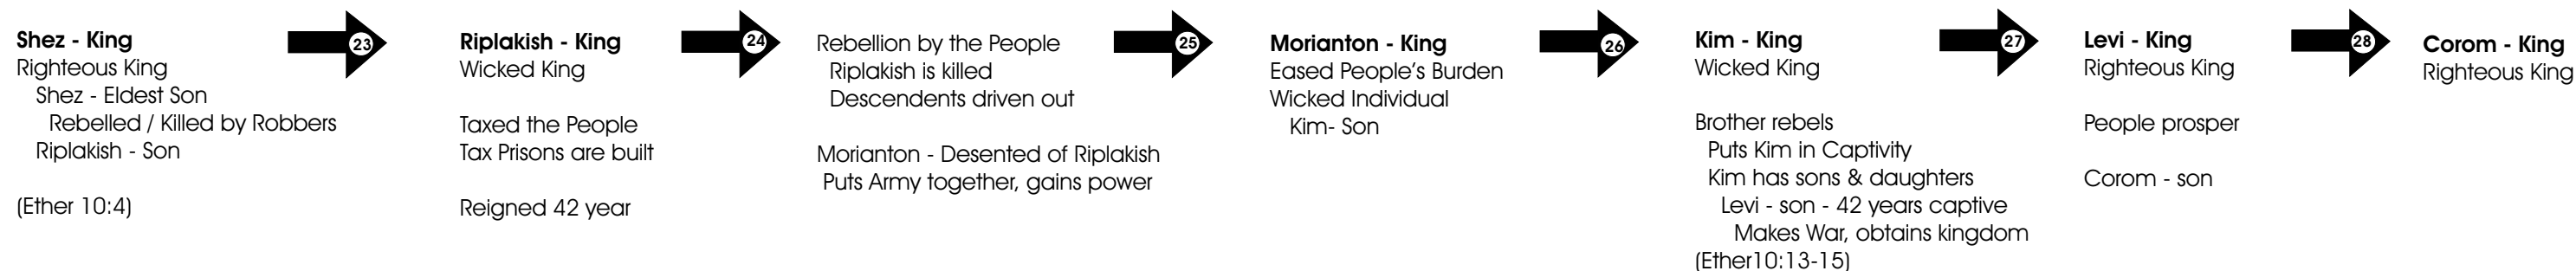 Shez - King
Righteous King
Shez - Eldest Son
Rebelled / Killed by Robbers
Riplakish - Son
(Ether 10:4)
23
Riplakish - King
Wicked King
Taxed the People
Tax Prisons are built
Reigned 42 year
24
Rebellion by the People
Riplakish is killed
Descendents driven out
Morianton - Desented of Riplakish
Puts Army together, gains power
25
Morianton - King
Eased People's Burden
Wicked Individual
Kim- Son
26
Kim - King
Wicked King
Brother rebels
Puts Kim in Captivity
Kim has sons & daughters
Levi - son - 42 years captive
Makes War, obtains kingdom
(Ether10:13-15)
27
Levi - King
Righteous King
People prosper
Corom - son
28
Corom - King
Righteous King